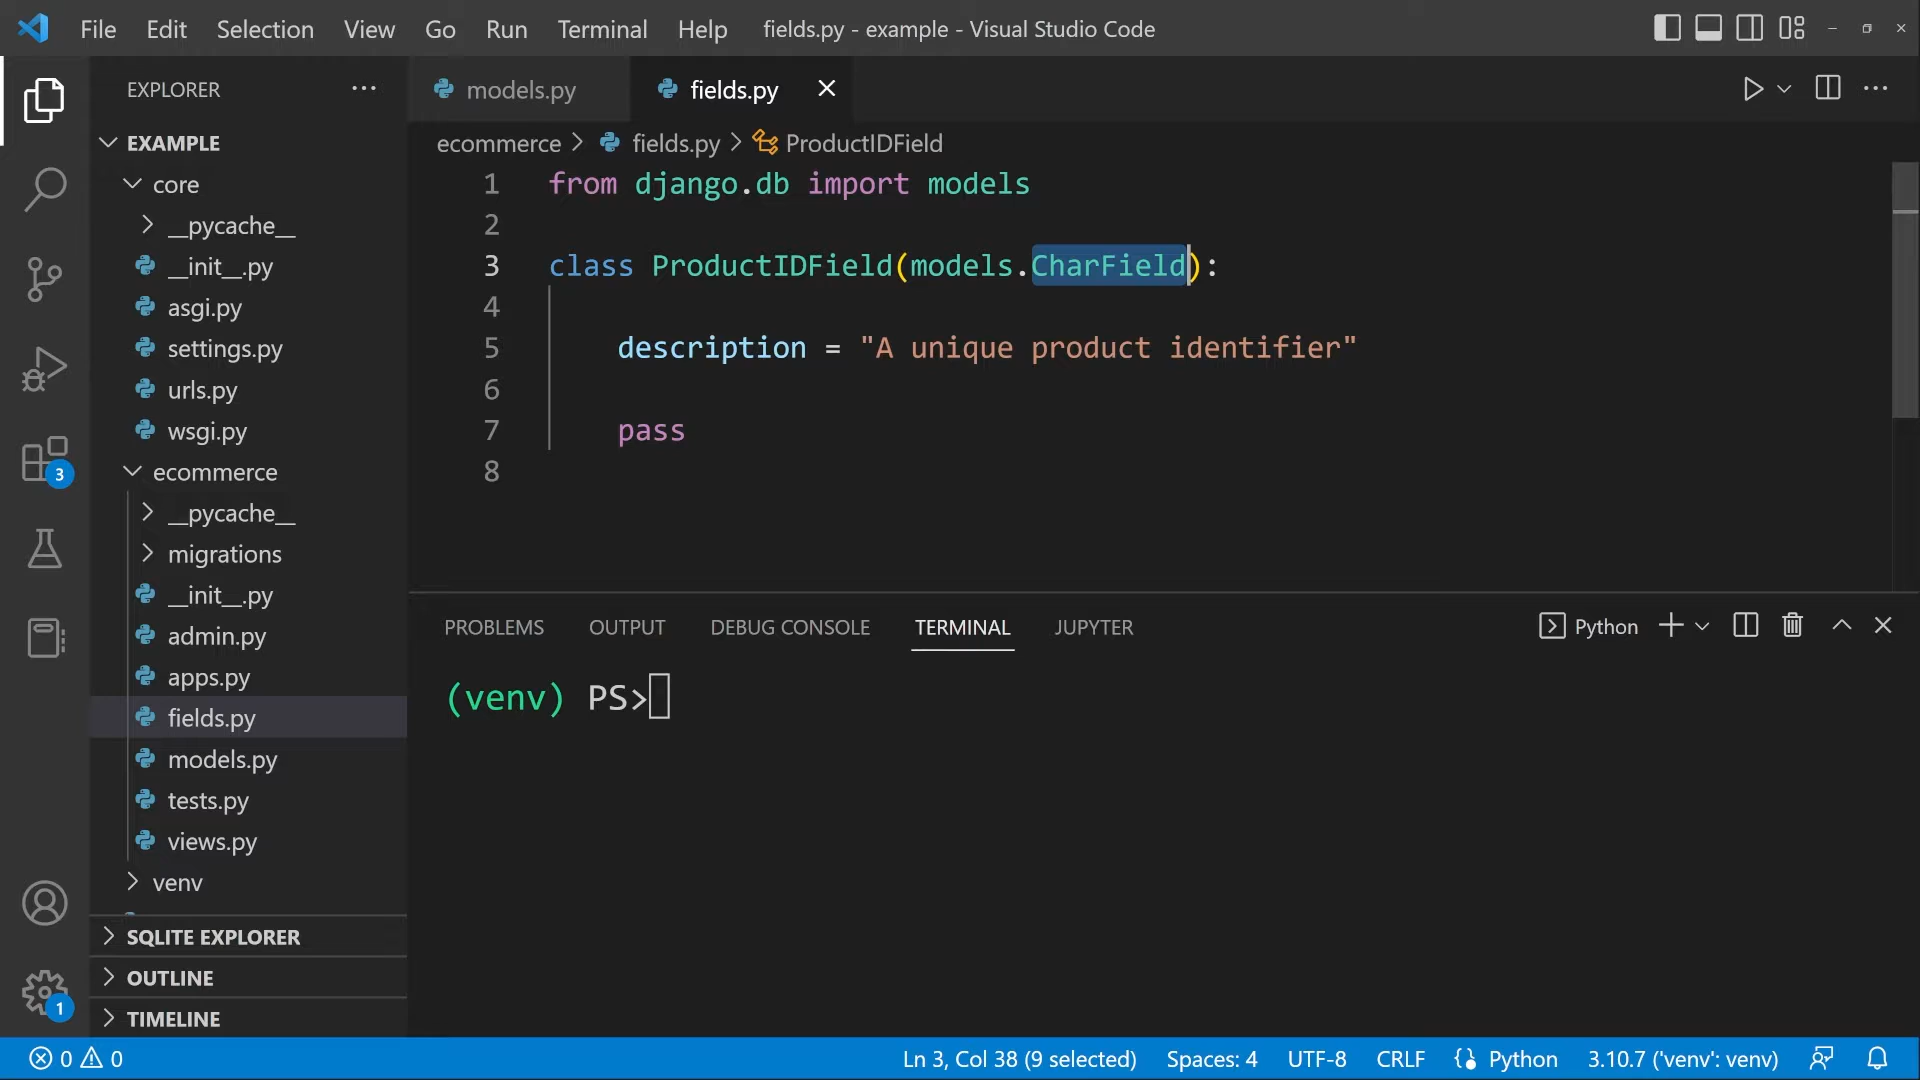 File Edit Selection View Go Run Terminal Help fields.py - example - Visual Studio Code
EXPLORER ···
EXAMPLE
core
__pycache__
__init__.py
asgi.py
settings.py
urls.py
wsgi.py
ecommerce
__pycache__
migrations
__init__.py
admin.py
apps.py
fields.py
models.py
tests.py
views.py
venv
SQLITE EXPLORER
OUTLINE
TIMELINE
3
1
models.py fields.py
ecommerce > fields.py > ProductIDField
1 from django.db import models
2
3 class ProductIDField(models.CharField):
4
5 description = "A unique product identifier"
6
7 pass
8
PROBLEMS OUTPUT DEBUG CONSOLE TERMINAL JUPYTER Python
(venv) PS>
0 0 Ln 3, Col 38 (9 selected) Spaces: 4 UTF-8 CRLF Python 3.10.7 ('venv': venv)